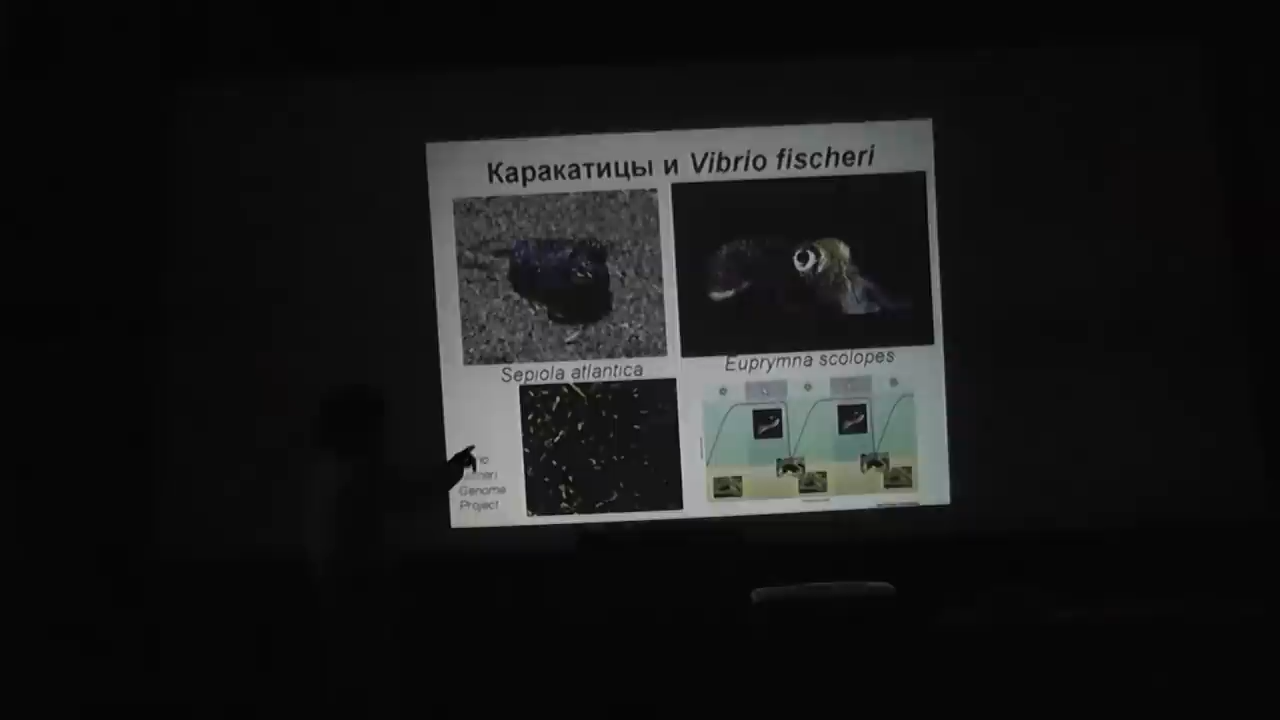 Каракатицы и Vibrio fischeri
Sepiola atlantica
Euprymna scolopes
Genome
Project